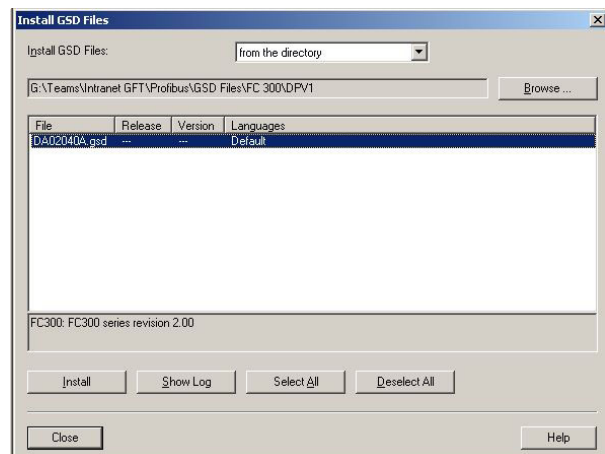 Install GSD Files
Install GSD Files:
from the directory
G:\Teams\Intranet GFT\Profibus\GSD Files\FC 300\DPV1
Browse ...
File Release Version Languages
DA02040A.gsd --- --- Default
FC300: FC300 series revision 2.00
Install Show Log Select All Deselect All
Close Help